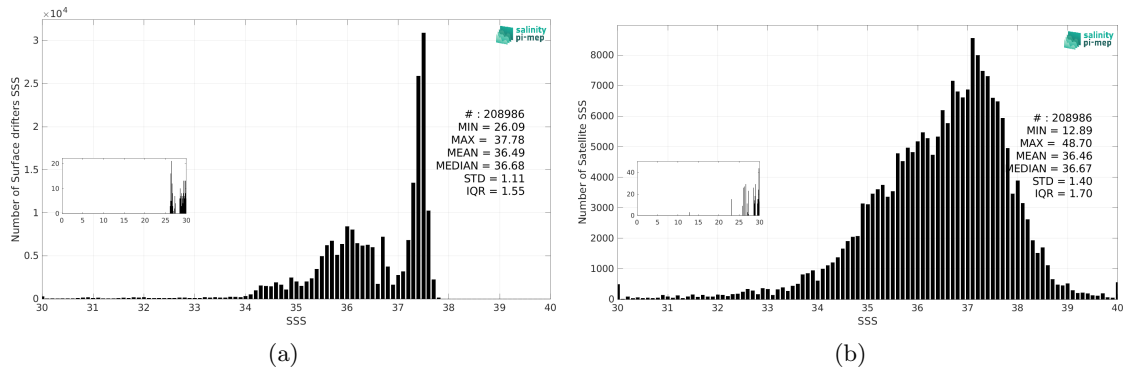 ×10⁴
3
2.5
2
1.5
1
0.5
0
Number of Surface drifters SSS
salinity
pi-mep
# : 208986
MIN = 26.09
MAX = 37.78
MEAN = 36.49
MEDIAN = 36.68
STD = 1.11
IQR = 1.55
20
10
0
0 5 10 15 20 25 30
30 31 32 33 34 35 36 37 38 39 40
SSS
(a)
8000
7000
6000
5000
4000
3000
2000
1000
0
Number of Satellite SSS
salinity
pi-mep
# : 208986
MIN = 12.89
MAX = 48.70
MEAN = 36.46
MEDIAN = 36.67
STD = 1.40
IQR = 1.70
40
20
0
0 5 10 15 20 25 30
30 31 32 33 34 35 36 37 38 39 40
SSS
(b)